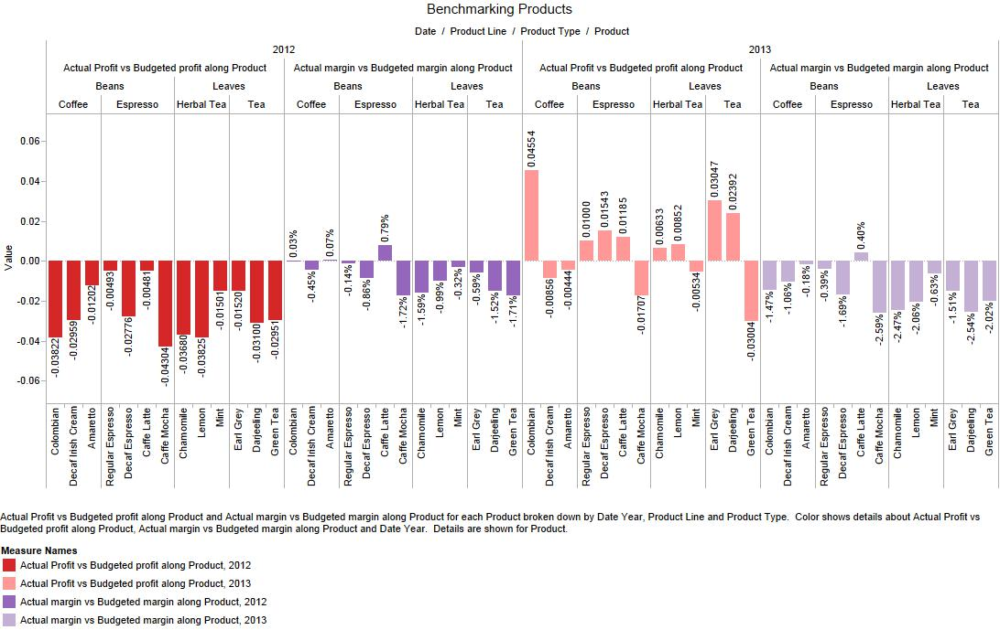 Benchmarking Products
Date / Product Line / Product Type / Product
2012 2013
Actual Profit vs Budgeted profit along Product Actual margin vs Budgeted margin along Product Actual Profit vs Budgeted profit along Product Actual margin vs Budgeted margin along Product
Beans Leaves Beans Leaves Beans Leaves Beans Leaves
Coffee Espresso Herbal Tea Tea Coffee Espresso Herbal Tea Tea Coffee Espresso Herbal Tea Tea Coffee Espresso Herbal Tea Tea
Value
0.06
0.04
0.02
0.00
-0.02
-0.04
-0.06
-0.03822
-0.02959
-0.01202
-0.00493
-0.02776
-0.00481
-0.04304
-0.03680
-0.03825
-0.01501
-0.01520
-0.03100
-0.02951
0.03%
-0.45%
0.07%
-0.14%
-0.86%
0.79%
-1.72%
-1.59%
-0.99%
-0.32%
-0.59%
-1.52%
-1.71%
0.04554
-0.00856
-0.00444
0.01000
0.01543
0.01185
-0.01707
0.00633
0.00852
-0.00534
0.03047
0.02392
-0.03004
-1.47%
-1.06%
-0.18%
-0.39%
-1.69%
0.40%
-2.59%
-2.47%
-2.06%
-0.63%
-1.51%
-2.54%
-2.02%
Colombian
Decaf Irish Cream
Amaretto
Regular Espresso
Decaf Espresso
Caffe Latte
Caffe Mocha
Chamomile
Lemon
Mint
Earl Grey
Darjeeling
Green Tea
Colombian
Decaf Irish Cream
Amaretto
Regular Espresso
Decaf Espresso
Caffe Latte
Caffe Mocha
Chamomile
Lemon
Mint
Earl Grey
Darjeeling
Green Tea
Colombian
Decaf Irish Cream
Amaretto
Regular Espresso
Decaf Espresso
Caffe Latte
Caffe Mocha
Chamomile
Lemon
Mint
Earl Grey
Darjeeling
Green Tea
Colombian
Decaf Irish Cream
Amaretto
Regular Espresso
Decaf Espresso
Caffe Latte
Caffe Mocha
Chamomile
Lemon
Mint
Earl Grey
Darjeeling
Green Tea
Actual Profit vs Budgeted profit along Product and Actual margin vs Budgeted margin along Product for each Product broken down by Date Year, Product Line and Product Type. Color shows details about Actual Profit vs
Budgeted profit along Product, Actual margin vs Budgeted margin along Product and Date Year. Details are shown for Product.
Measure Names
Actual Profit vs Budgeted profit along Product, 2012
Actual Profit vs Budgeted profit along Product, 2013
Actual margin vs Budgeted margin along Product, 2012
Actual margin vs Budgeted margin along Product, 2013